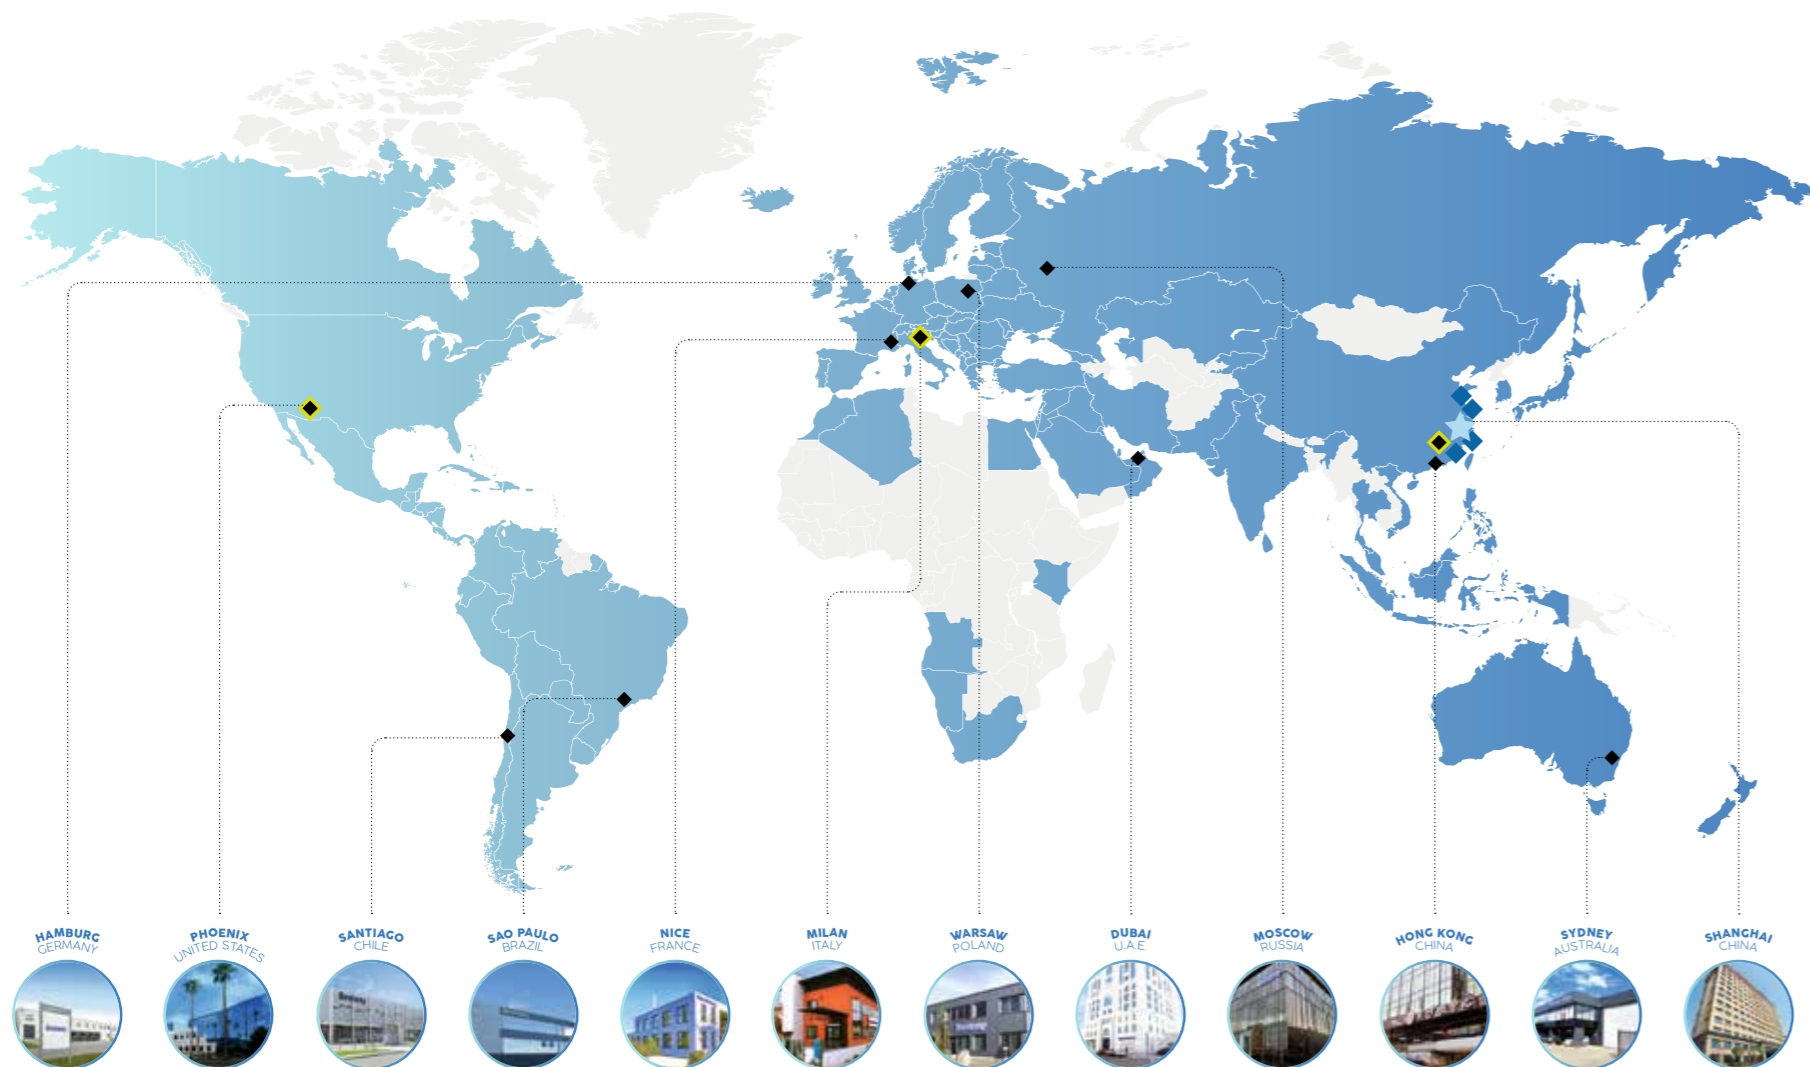 HAMBURG
GERMANY
PHOENIX
UNITED STATES
SANTIAGO
CHILE
SAO PAULO
BRAZIL
NICE
FRANCE
MILAN
ITALY
WARSAW
POLAND
DUBAI
U.A.E
MOSCOW
RUSSIA
HONG KONG
CHINA
SYDNEY
AUSTRALIA
SHANGHAI
CHINA